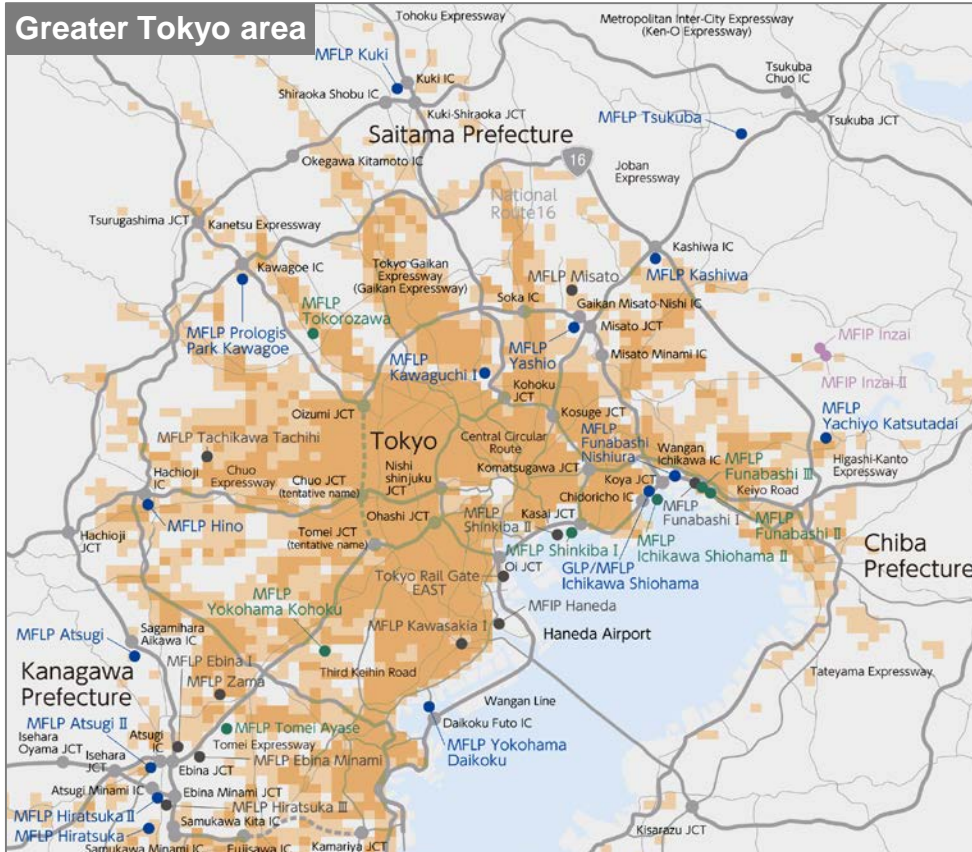 Greater Tokyo area
Tohoku Expressway
Metropolitan Inter-City Expressway
(Ken-O Expressway)
MFLP Kuki
Kuki IC
Shiraoka Shobu IC
Kuki-Shiraoka JCT
Tsukuba
Chuo IC
Tsukuba JCT
MFLP Tsukuba
Saitama Prefecture
Okegawa Kitamoto IC
16
Joban
Expressway
National
Route16
Tsurugashima JCT
Kanetsu Expressway
Kashiwa IC
Kawagoe IC
Tokyo Gaikan
Expressway
(Gaikan Expressway)
MFLP Misato
MFLP Kashiwa
MFLP
Tokorozawa
Soka IC
Gaikan Misato-Nishi IC
MFLP Prologis
Park Kawagoe
MFLP
Yashio
Misato JCT
MFLP
Kawaguchi I
Misato Minami IC
MFIP Inzai
MFIP Inzai II
Kohoku
JCT
Oizumi JCT
Kosuge JCT
MFLP
Yachiyo Katsutadai
MFLP Tachikawa Tachihi
Tokyo
Central Circular
Route
MFLP
Funabashi
Nishiura
Wangan
Ichikawa IC
MFLP
Funabashi III
Higashi-Kanto
Expressway
Hachioji
IC
Chuo
Expressway
Nishi
shinjuku
JCT
Komatsugawa JCT
Koya JCT
Keiyo Road
Chuo JCT
(tentative name)
Chidoricho IC
MFLP
Funabashi I
MFLP
Funabashi II
MFLP Hino
Ohashi JCT
MFLP
Shinkiba II
Kasai JCT
Hachioji
JCT
Tomei JCT
(tentative name)
MFLP Shinkiba I
MFLP
Ichikawa Shiohama II
Chiba
Prefecture
Oi JCT
GLP/MFLP
Ichikawa Shiohama
Tokyo Rail Gate
EAST
MFLP
Yokohama Kohoku
MFIP Haneda
MFLP Kawasakia I
Haneda Airport
MFLP Atsugi
Sagamihara
Aikawa IC
MFLP Ebina I
Third Keihin Road
Tateyama Expressway
Kanagawa
Prefecture
MFLP Zama
Wangan Line
MFLP Atsugi II
MFLP Tomei Ayase
Daikoku Futo IC
Isehara
Oyama JCT
Atsugi
IC
Tomei Expressway
MFLP Yokohama
Daikoku
Isehara
JCT
Ebina JCT
MFLP Ebina Minami
Atsugi Minami IC
Ebina Minami JCT
MFLP Hiratsuka II
MFLP Hiratsuka III
MFLP Hiratsuka
Samukawa Kita IC
Kisarazu JCT
Samukawa Minami IC
Fujisawa IC
Kamariya JCT